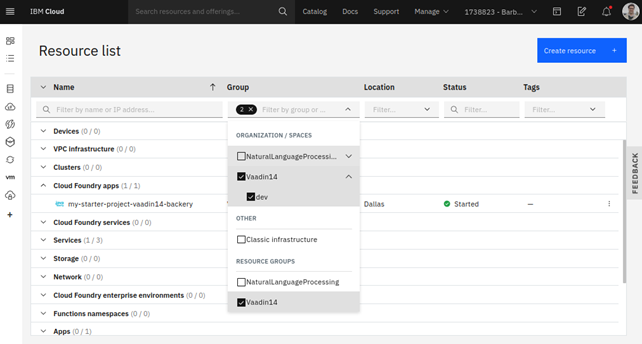 IBM Cloud
Search resources and offerings...
Catalog
Docs
Support
Manage
1738823 - Barb...
Resource list
Create resource +
Name
Group
Location
Status
Tags
Filter by name or IP address...
2 ×
Filter by group or ...
Filter...
Filter...
Filter...
Devices (0 / 0)
VPC infrastructure (0 / 0)
Clusters (0 / 0)
Cloud Foundry apps (1 / 1)
my-starter-project-vaadin14-backery
Dallas
Started
—
Cloud Foundry services (0 / 0)
Services (1 / 3)
Storage (0 / 0)
Network (0 / 0)
Cloud Foundry enterprise environments (0 / 0)
Functions namespaces (0 / 0)
Apps (0 / 1)
ORGANIZATION / SPACES
NaturalLanguageProcessi...
Vaadin14
dev
OTHER
Classic infrastructure
RESOURCE GROUPS
NaturalLanguageProcessing
Vaadin14
vm
FEEDBACK